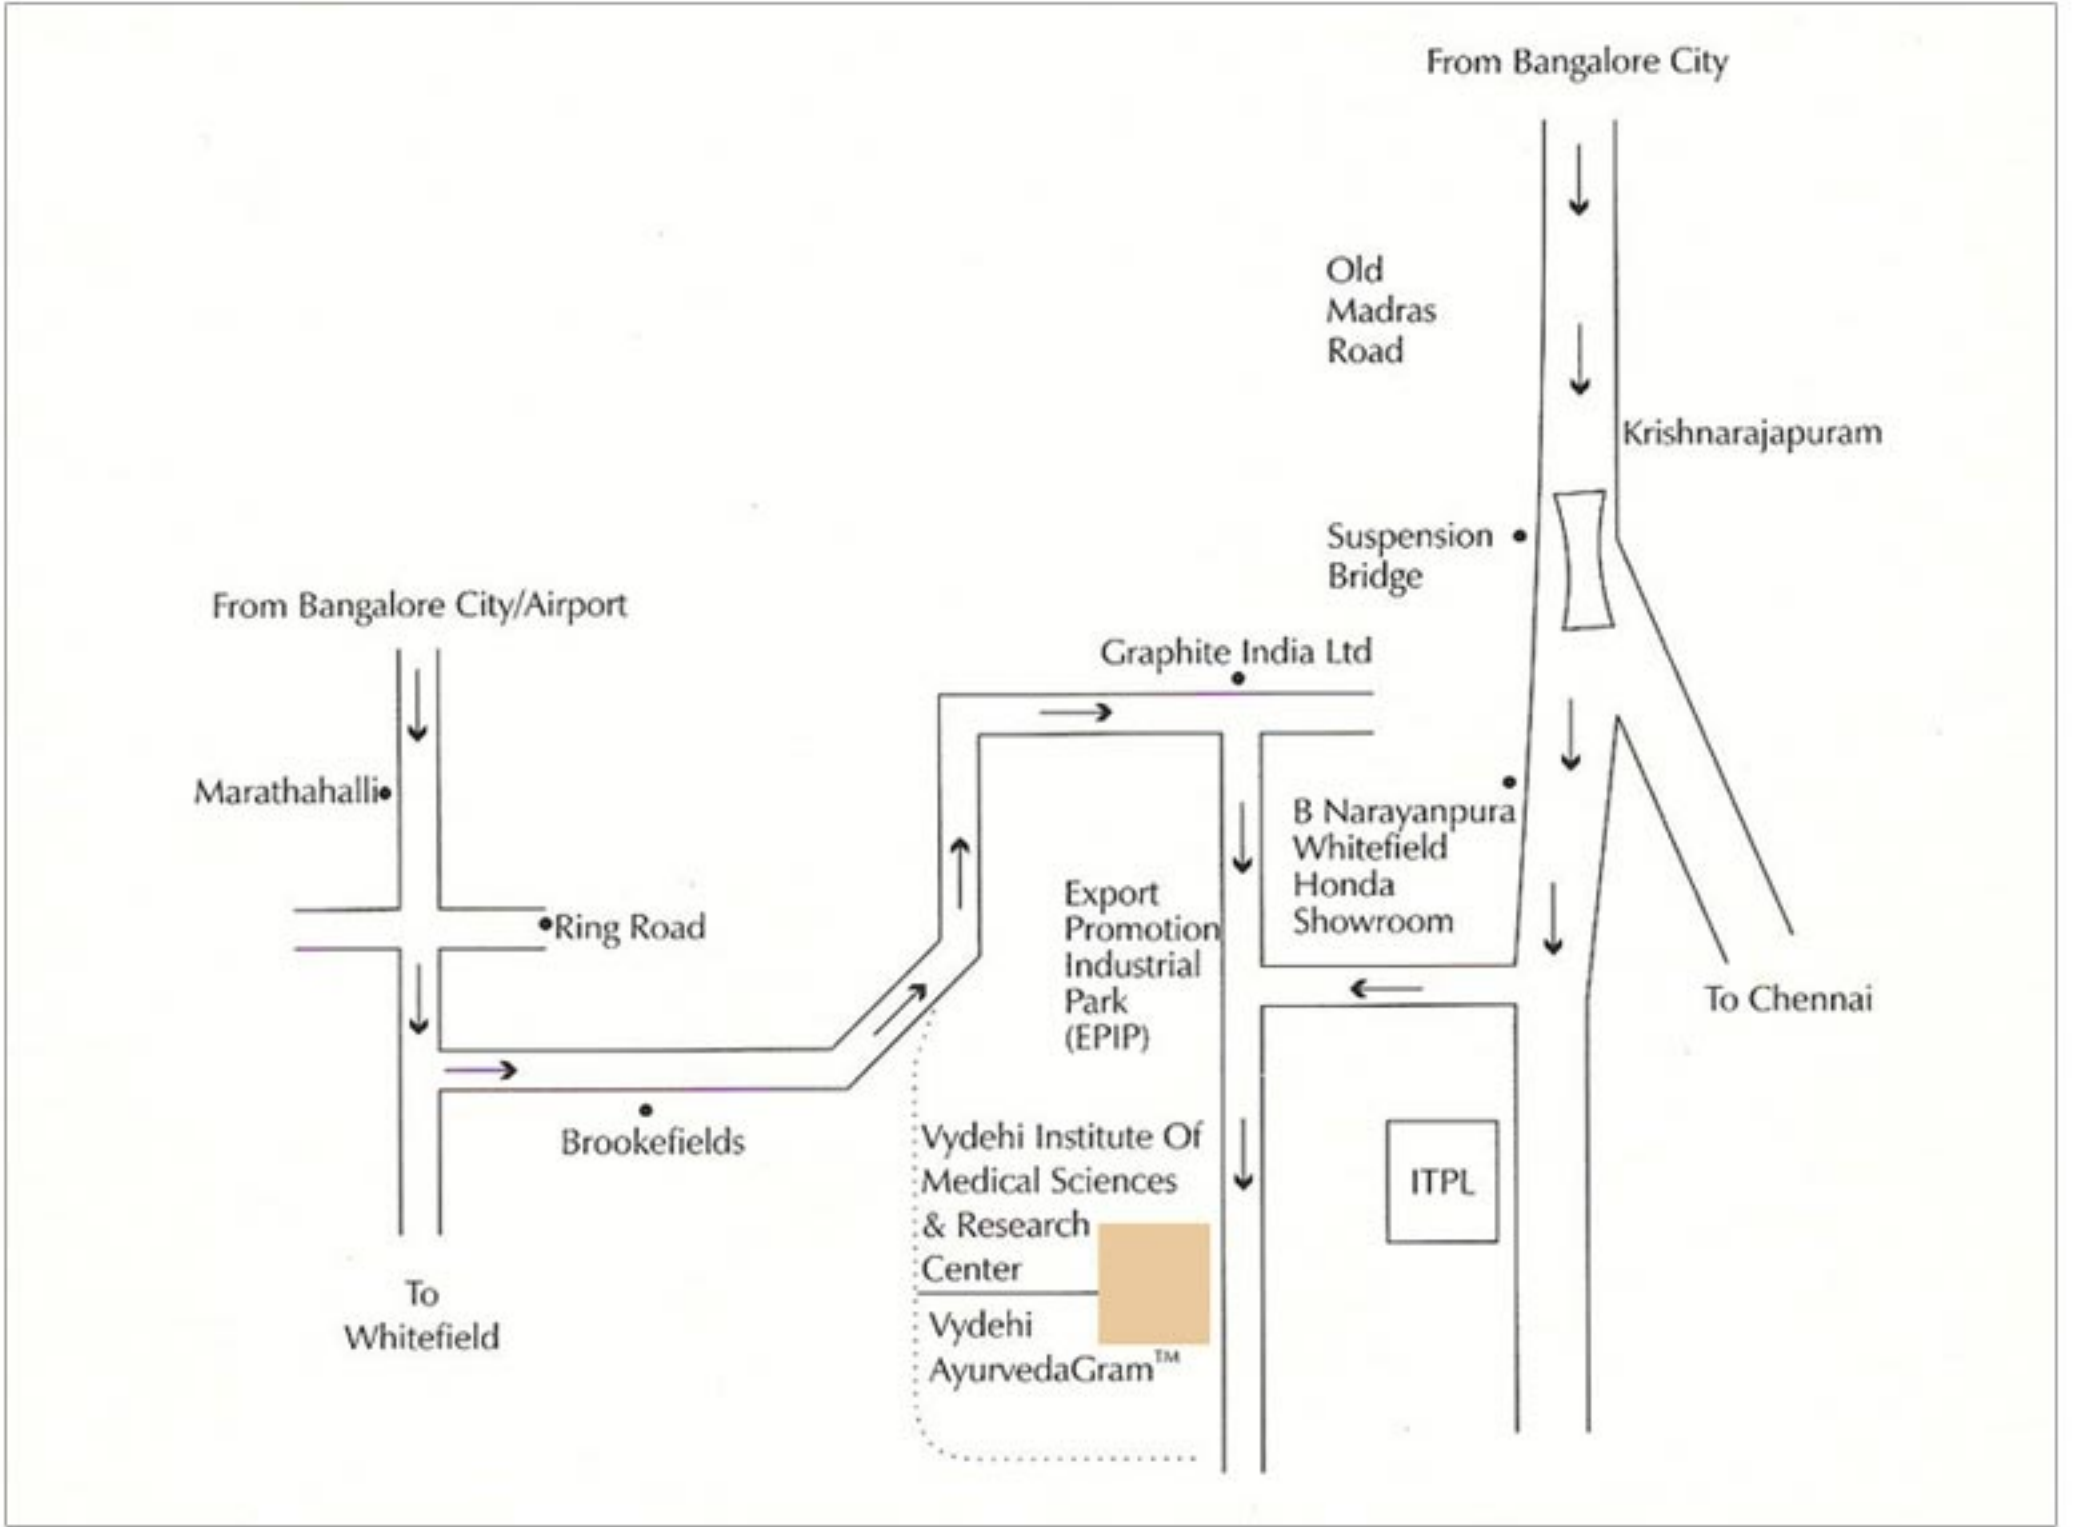 From Bangalore City
Old
Madras
Road
Krishnarajapuram
Suspension
Bridge
From Bangalore City/Airport
Graphite India Ltd
Marathahalli
B Narayanpura
Whitefield
Honda
Showroom
Export
Promotion
Industrial
Park
(EPIP)
Ring Road
To Chennai
Brookefields
Vydehi Institute Of
Medical Sciences
& Research
Center
ITPL
Vydehi
AyurvedaGram™
To
Whitefield